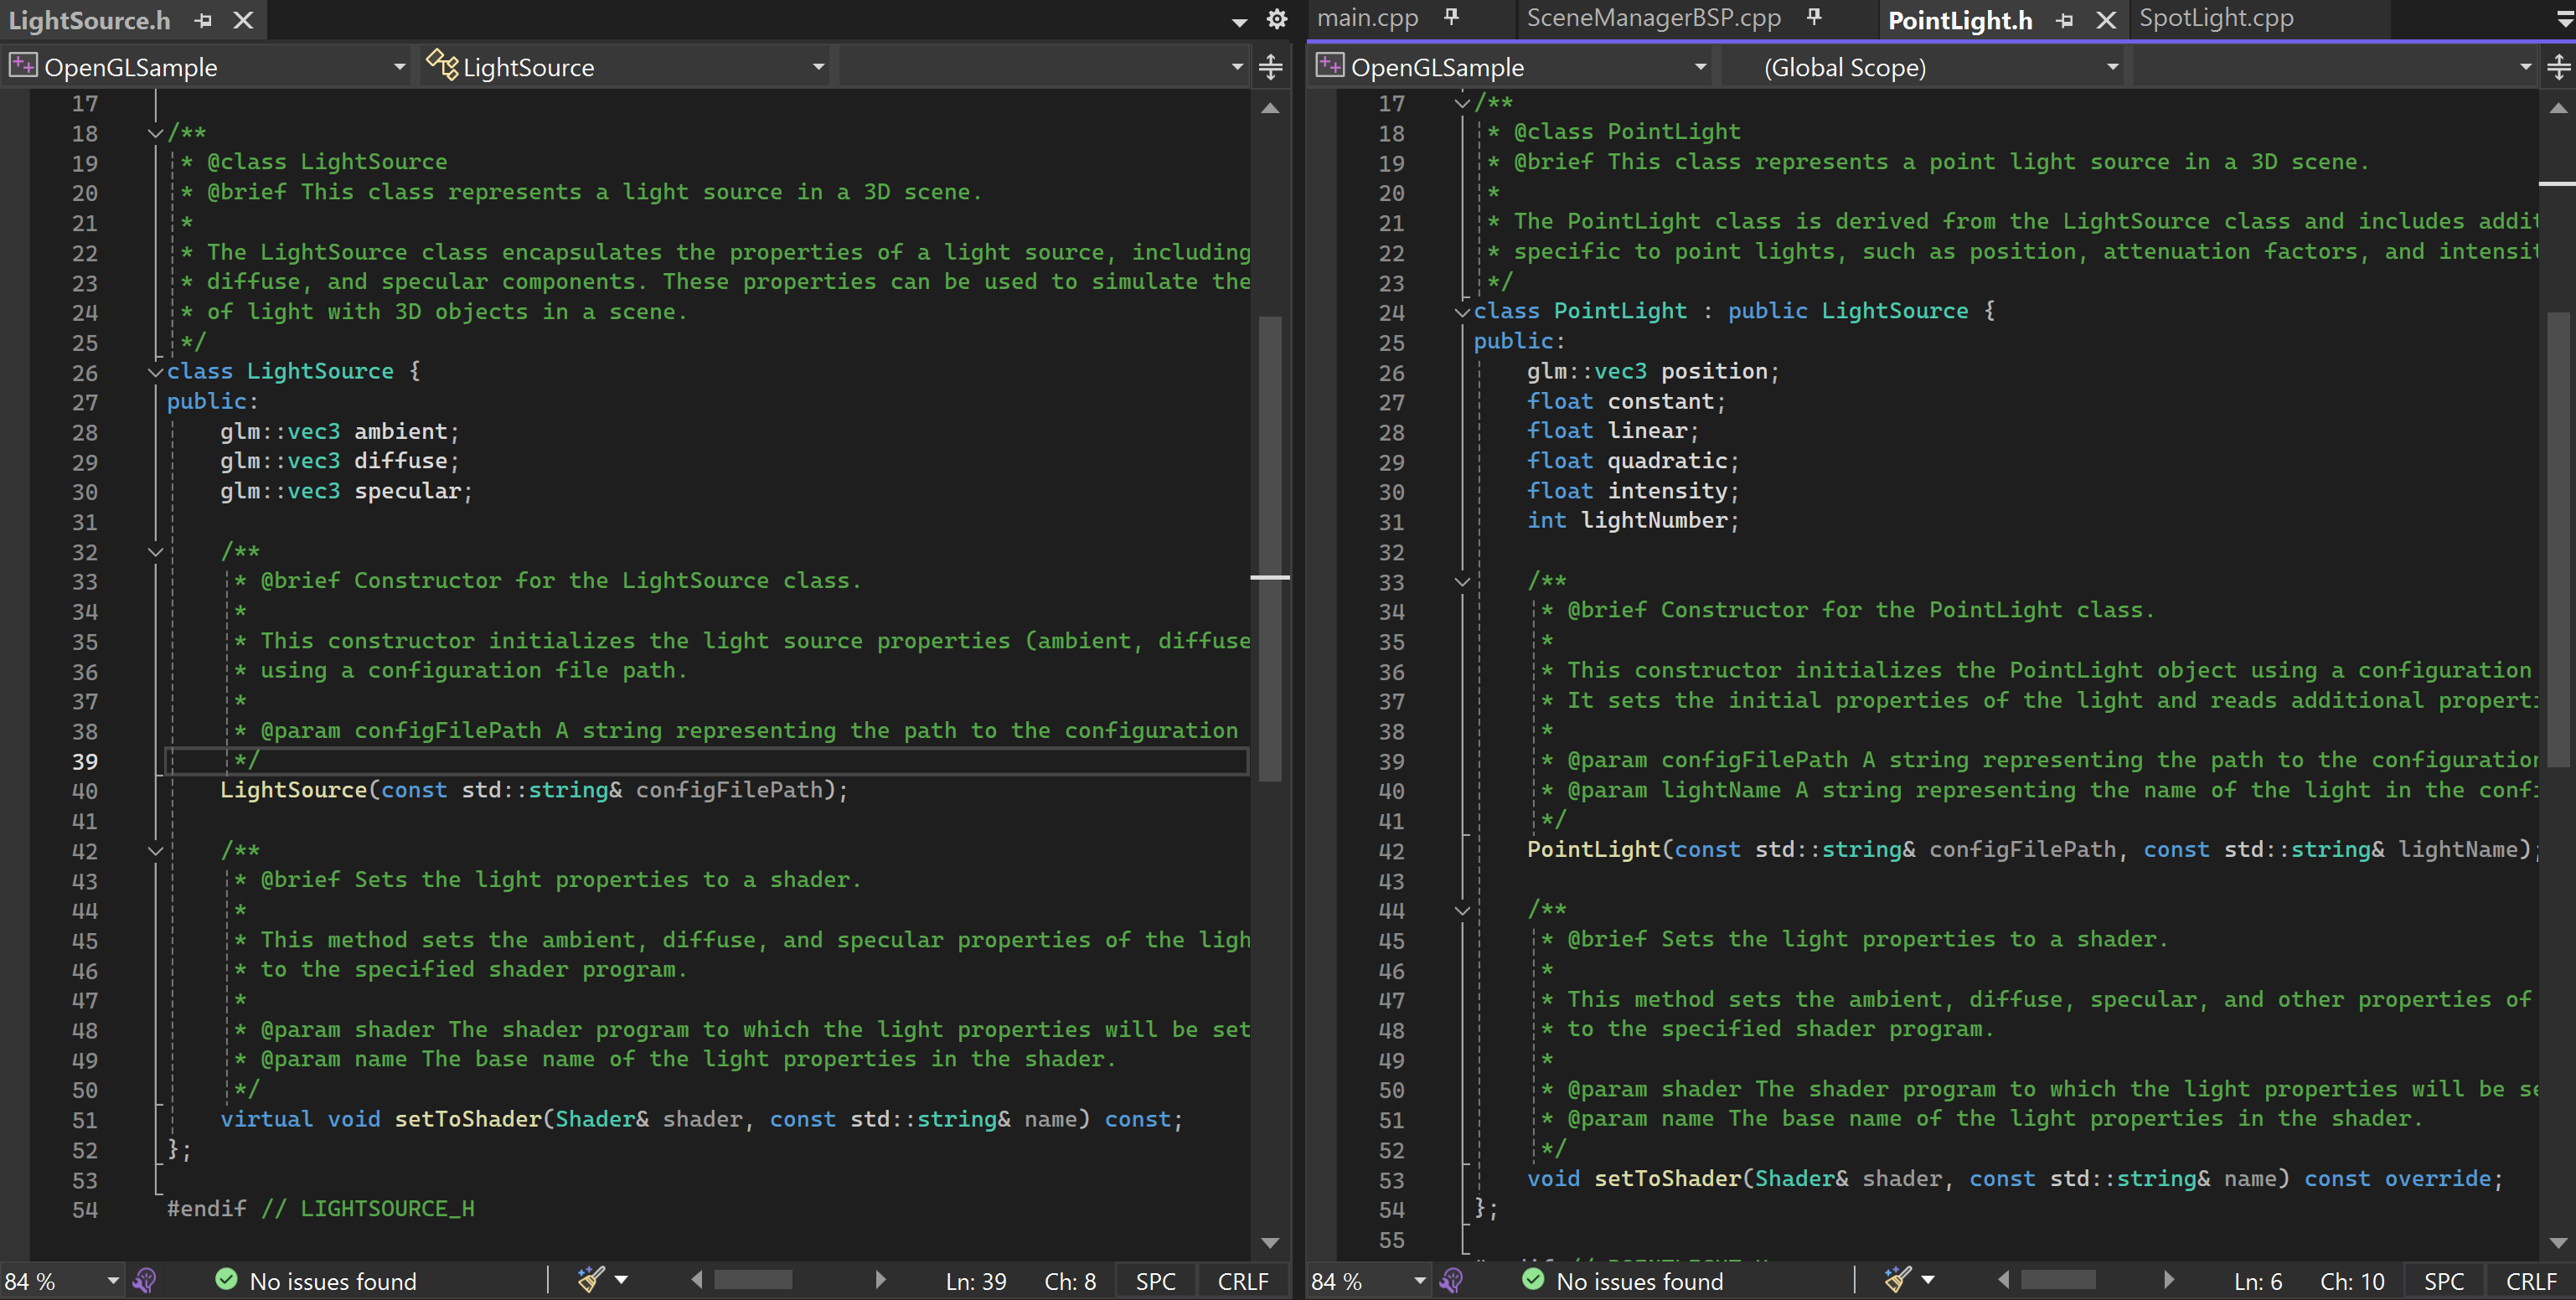 LightSource.h
OpenGLSample
LightSource
17
18 /**
19 * @class LightSource
20 * @brief This class represents a light source in a 3D scene.
21 *
22 * The LightSource class encapsulates the properties of a light source, including
23 * diffuse, and specular components. These properties can be used to simulate the
24 * of light with 3D objects in a scene.
25 */
26 class LightSource {
27 public:
28 glm::vec3 ambient;
29 glm::vec3 diffuse;
30 glm::vec3 specular;
31
32 /**
33 * @brief Constructor for the LightSource class.
34 *
35 * This constructor initializes the light source properties (ambient, diffuse
36 * using a configuration file path.
37 *
38 * @param configFilePath A string representing the path to the configuration
39 */
40 LightSource(const std::string& configFilePath);
41
42 /**
43 * @brief Sets the light properties to a shader.
44 *
45 * This method sets the ambient, diffuse, and specular properties of the ligh
46 * to the specified shader program.
47 *
48 * @param shader The shader program to which the light properties will be set
49 * @param name The base name of the light properties in the shader.
50 */
51 virtual void setToShader(Shader& shader, const std::string& name) const;
52 };
53
54 #endif // LIGHTSOURCE_H
84 % No issues found Ln: 39 Ch: 8 SPC CRLF
main.cpp SceneManagerBSP.cpp PointLight.h SpotLight.cpp
OpenGLSample
(Global Scope)
17 /**
18 * @class PointLight
19 * @brief This class represents a point light source in a 3D scene.
20 *
21 * The PointLight class is derived from the LightSource class and includes addit
22 * specific to point lights, such as position, attenuation factors, and intensit
23 */
24 class PointLight : public LightSource {
25 public:
26 glm::vec3 position;
27 float constant;
28 float linear;
29 float quadratic;
30 float intensity;
31 int lightNumber;
32
33 /**
34 * @brief Constructor for the PointLight class.
35 *
36 * This constructor initializes the PointLight object using a configuration
37 * It sets the initial properties of the light and reads additional properti
38 *
39 * @param configFilePath A string representing the path to the configuration
40 * @param lightName A string representing the name of the light in the confi
41 */
42 PointLight(const std::string& configFilePath, const std::string& lightName);
43
44 /**
45 * @brief Sets the light properties to a shader.
46 *
47 * This method sets the ambient, diffuse, specular, and other properties of
48 * to the specified shader program.
49 *
50 * @param shader The shader program to which the light properties will be se
51 * @param name The base name of the light properties in the shader.
52 */
53 void setToShader(Shader& shader, const std::string& name) const override;
54 };
55
84 % No issues found Ln: 6 Ch: 10 SPC CRLF